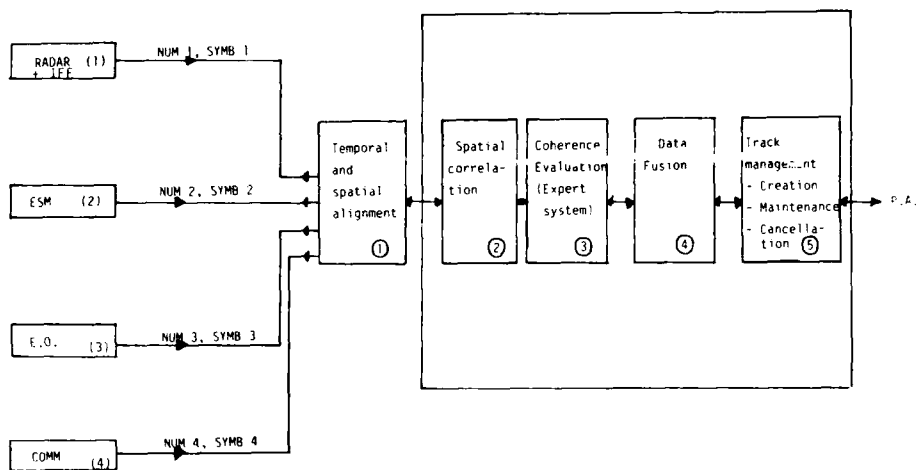 NUM 1, SYMB 1
RADAR (1)
+ IFF
NUM 2, SYMB 2
ESM (2)
NUM 3, SYMB 3
E.O. (3)
NUM 4, SYMB 4
COMM (4)
Temporal
and
spatial
alignment
1
Spatial
correla-
tion
2
Coherence
Evaluation
(Expert
system)
3
Data
Fusion
4
Track
management
- Creation
- Maintenance
- Cancella-
tion
5